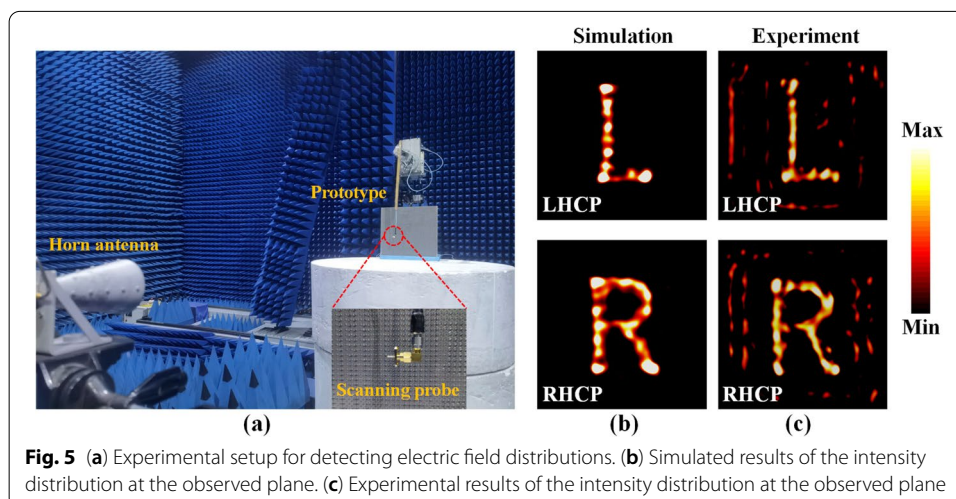 Simulation Experiment
Prototype
Horn antenna
Scanning probe
L
L
LHCP
LHCP
R
R
RHCP
RHCP
Max
Min
(a)
(b)
(c)
Fig. 5 (a) Experimental setup for detecting electric field distributions. (b) Simulated results of the intensity
distribution at the observed plane. (c) Experimental results of the intensity distribution at the observed plane